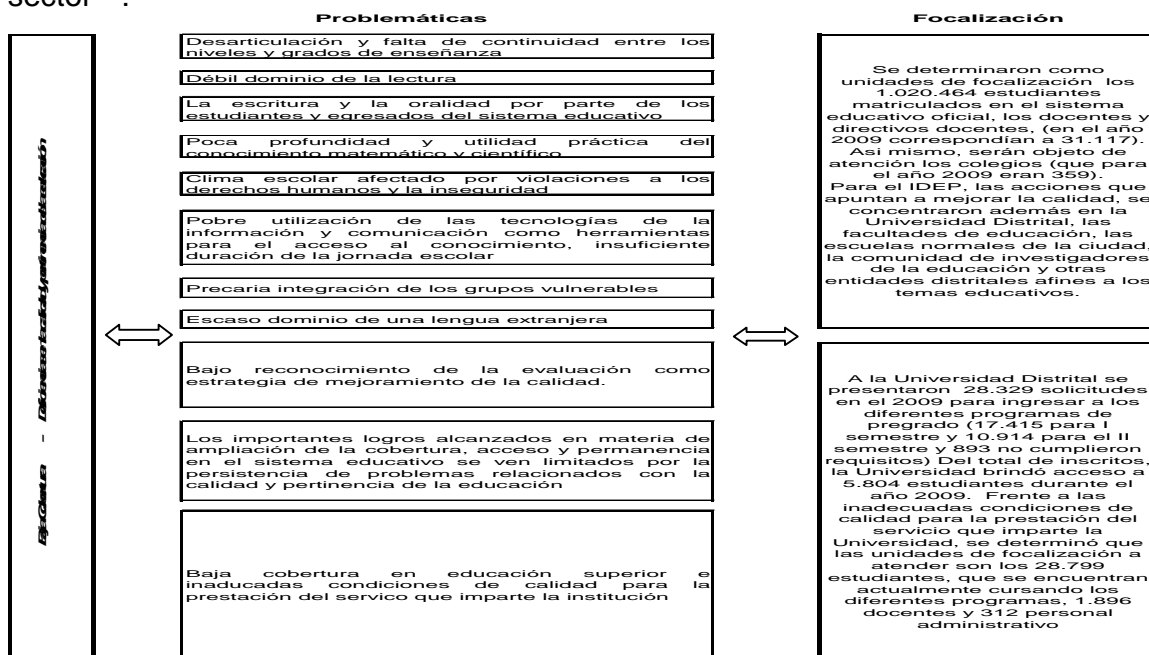 sector
Problemáticas
Desarticulación y falta de continuidad entre los
niveles y grados de enseñanza
Débil dominio de la lectura
La escritura y la oralidad por parte de los
estudiantes y egresados del sistema educativo
Poca profundidad y utilidad práctica del
conocimiento matemático y científico
Clima escolar afectado por violaciones a los
derechos humanos y la inseguridad
Pobre utilización de las tecnologías de la
información y comunicación como herramientas
para el acceso al conocimiento, insuficiente
duración de la jornada escolar
Precaria integración de los grupos vulnerables
Escaso dominio de una lengua extranjera
Bajo reconocimiento de la evaluación como
estrategia de mejoramiento de la calidad.
Los importantes logros alcanzados en materia de
ampliación de la cobertura, acceso y permanencia
en el sistema educativo se ven limitados por la
persistencia de problemas relacionados con la
calidad y pertinencia de la educación
Baja cobertura en educación superior e
inaducadas condiciones de calidad para la
prestación del servico que imparte la institución
Focalización
Se determinaron como
unidades de focalización los
1.020.464 estudiantes
matriculados en el sistema
educativo oficial, los docentes y
directivos docentes, (en el año
2009 correspondían a 31.117).
Asi mismo, serán objeto de
atención los colegios (que para
el año 2009 eran 359).
Para el IDEP, las acciones que
apuntan a mejorar la calidad, se
concentraron además en la
Universidad Distrital, las
facultades de educación, las
escuelas normales de la ciudad,
la comunidad de investigadores
de la educación y otras
entidades distritales afines a los
temas educativos.
A la Universidad Distrital se
presentaron 28.329 solicitudes
en el 2009 para ingresar a los
diferentes programas de
pregrado (17.415 para I
semestre y 10.914 para el II
semestre y 893 no cumplieron
requisitos) Del total de inscritos,
la Universidad brindó acceso a
5.804 estudiantes durante el
año 2009. Frente a las
inadecuadas condiciones de
calidad para la prestación del
servicio que imparte la
Universidad, se determinó que
las unidades de focalización a
atender son los 28.799
estudiantes, que se encuentran
actualmente cursando los
diferentes programas, 1.896
docentes y 312 personal
administrativo